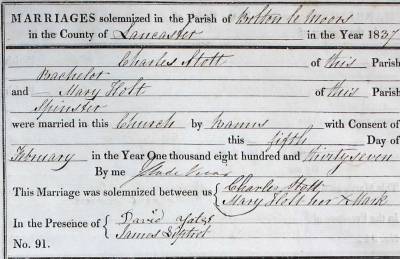 MARRIAGES solemnized in the Parish of Bolton le Moors
in the County of Lancaster in the Year 1837
Charles Stott of this Parish
Bachelor
and Mary Holt of this Parish
Spinster
were married in this Church by Banns with Consent of
this fifth Day of
February in the Year One thousand eight hundred and thirty seven
By me Vicar
This Marriage was solemnized between us { Charles Stott
Mary Holt her X Mark
In the Presence of { David Yates
James
No. 91.